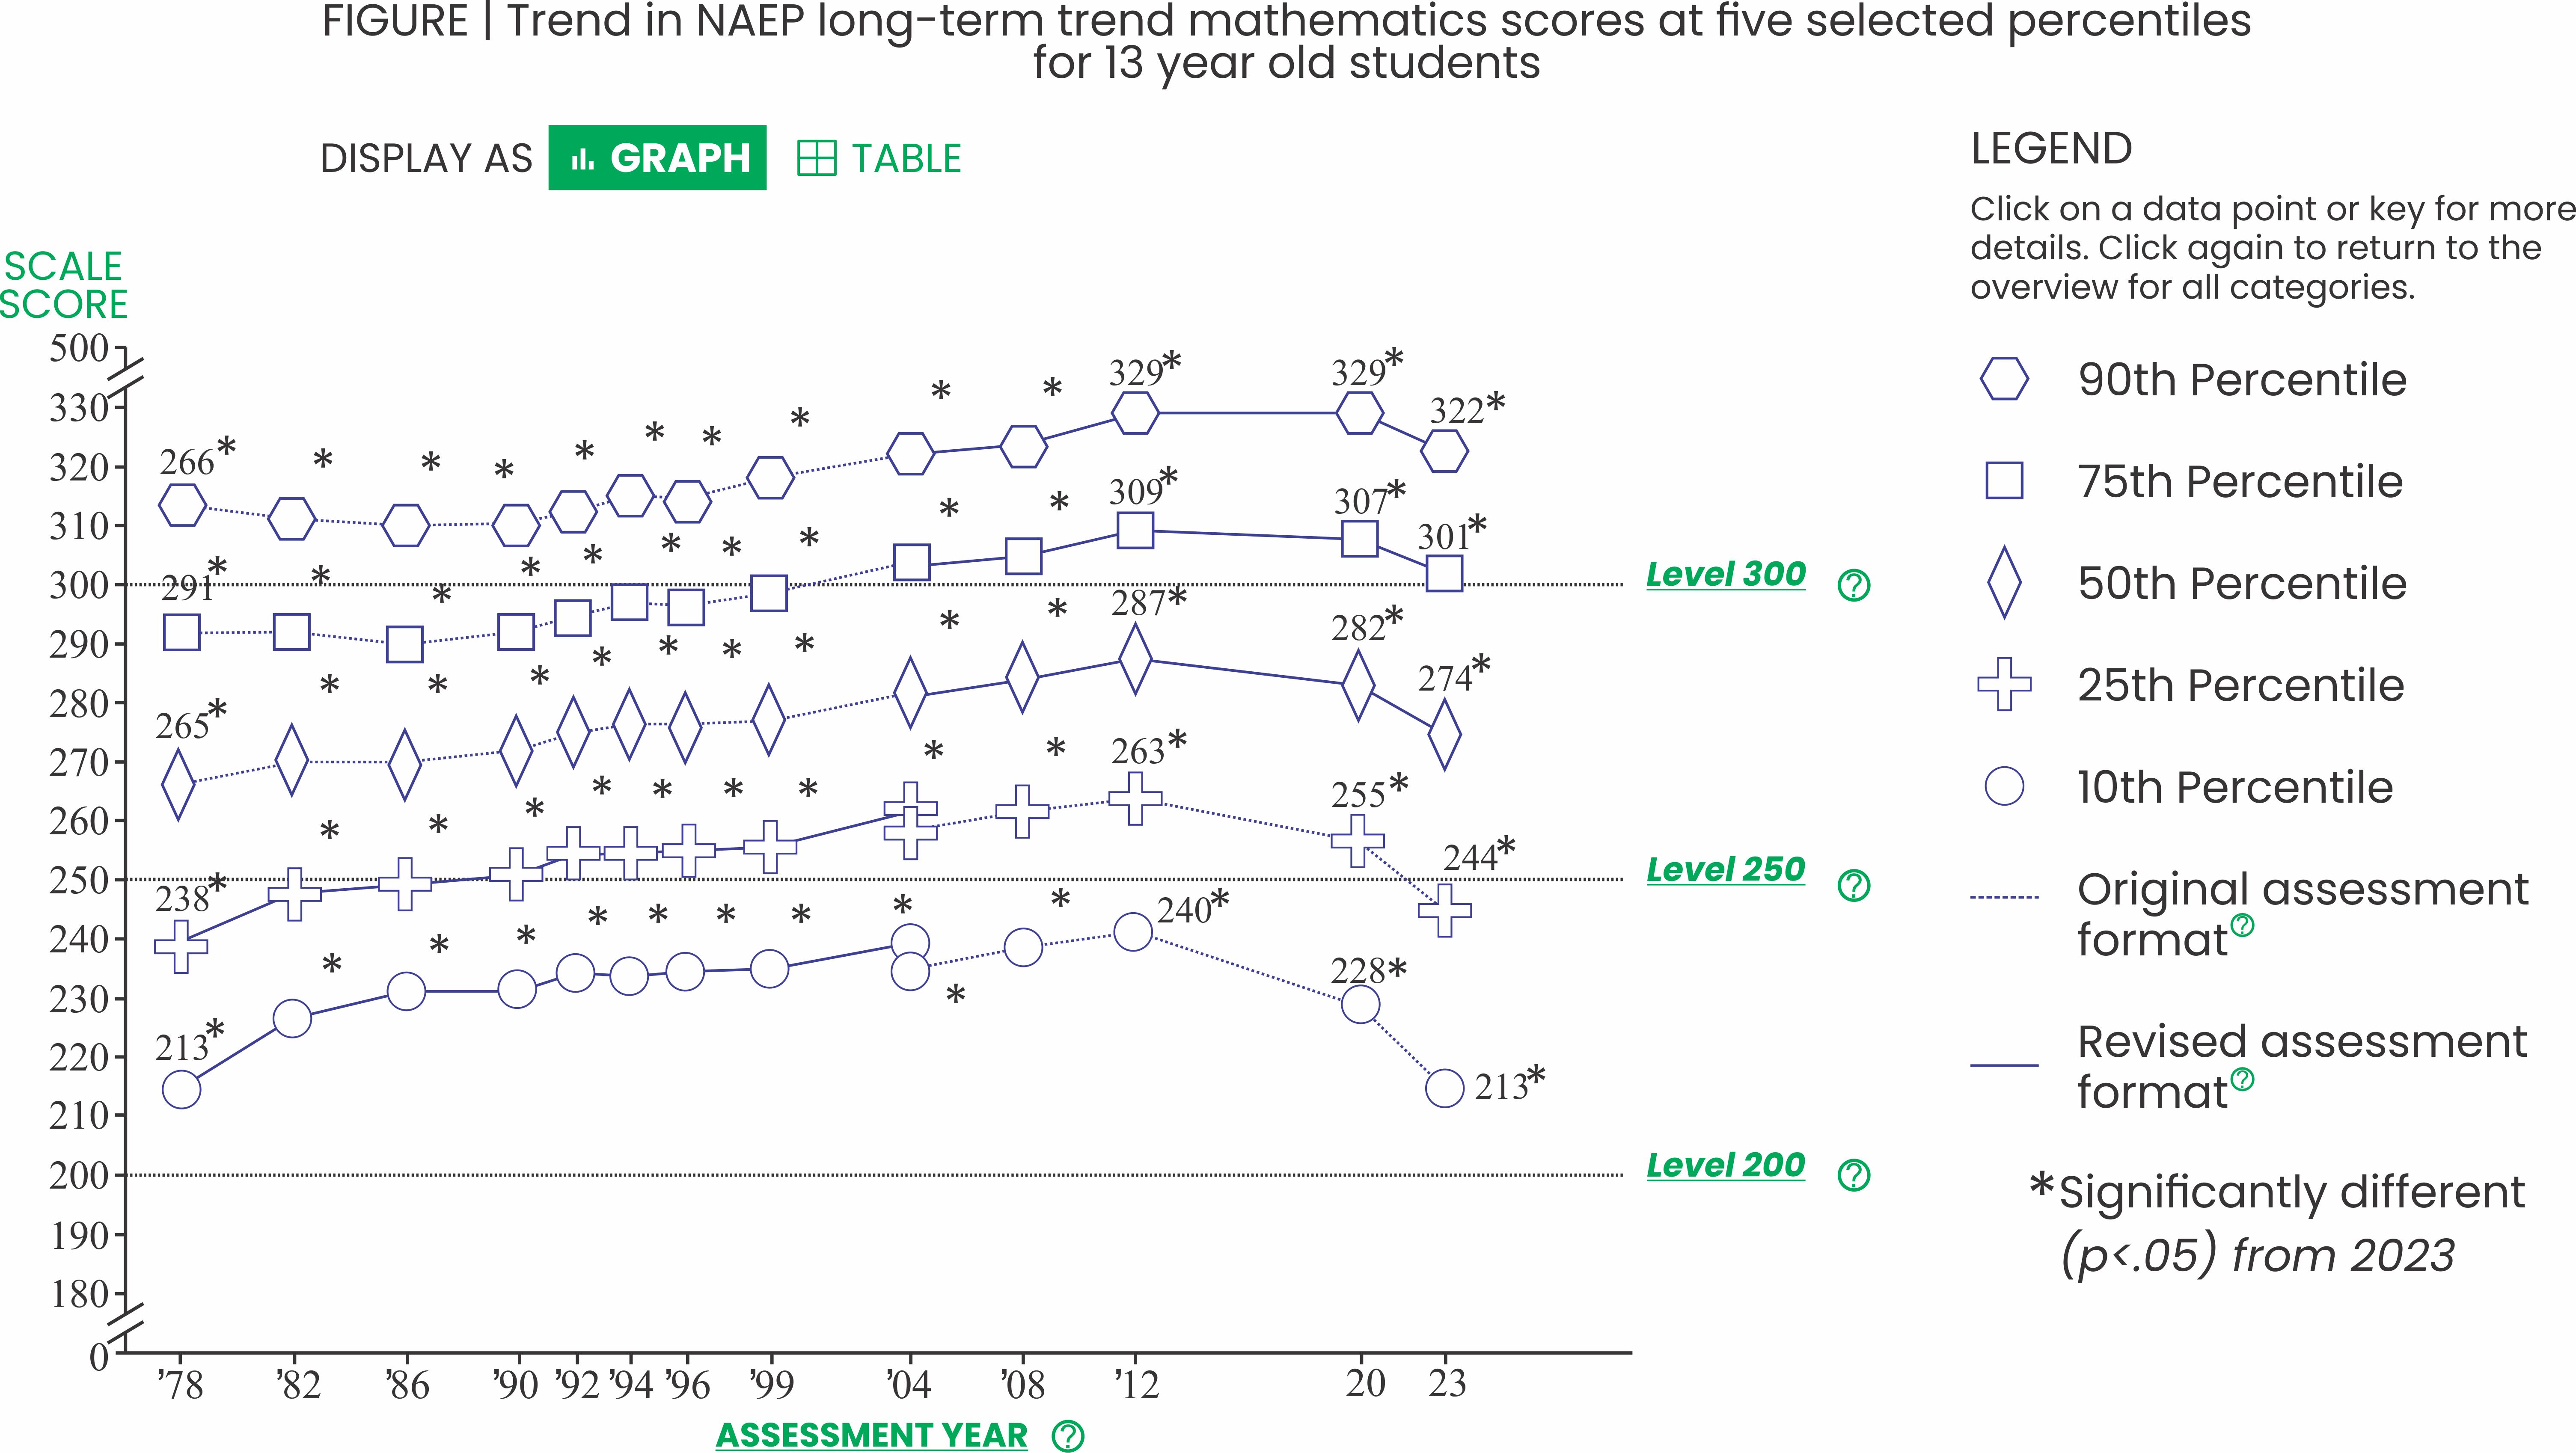 FIGURE | Trend in NAEP long-term trend mathematics scores at five selected percentiles
for 13 year old students
DISPLAY AS GRAPH TABLE
SCALE
SCORE
500
330
320
310
300
290
280
270
260
250
240
230
220
210
200
190
180
0
266* * * * * * * * * * 329* 329* 322*
291* * * * * * * * * * 309* 307* 301*
265* * * * * * * * * * 287* 282* 274*
238* * * * * * * * * * 263* 255* 244*
213* * * * * * * * * * * 240* 228* 213*
Level 300 ?
Level 250 ?
Level 200 ?
’78 ’82 ’86 ’90 ’92 ’94 ’96 ’99 ’04 ’08 ’12 20 23
ASSESSMENT YEAR ?
LEGEND
Click on a data point or key for more
details. Click again to return to the
overview for all categories.
90th Percentile
75th Percentile
50th Percentile
25th Percentile
10th Percentile
Original assessment
format?
Revised assessment
format?
*Significantly different
(p<.05) from 2023